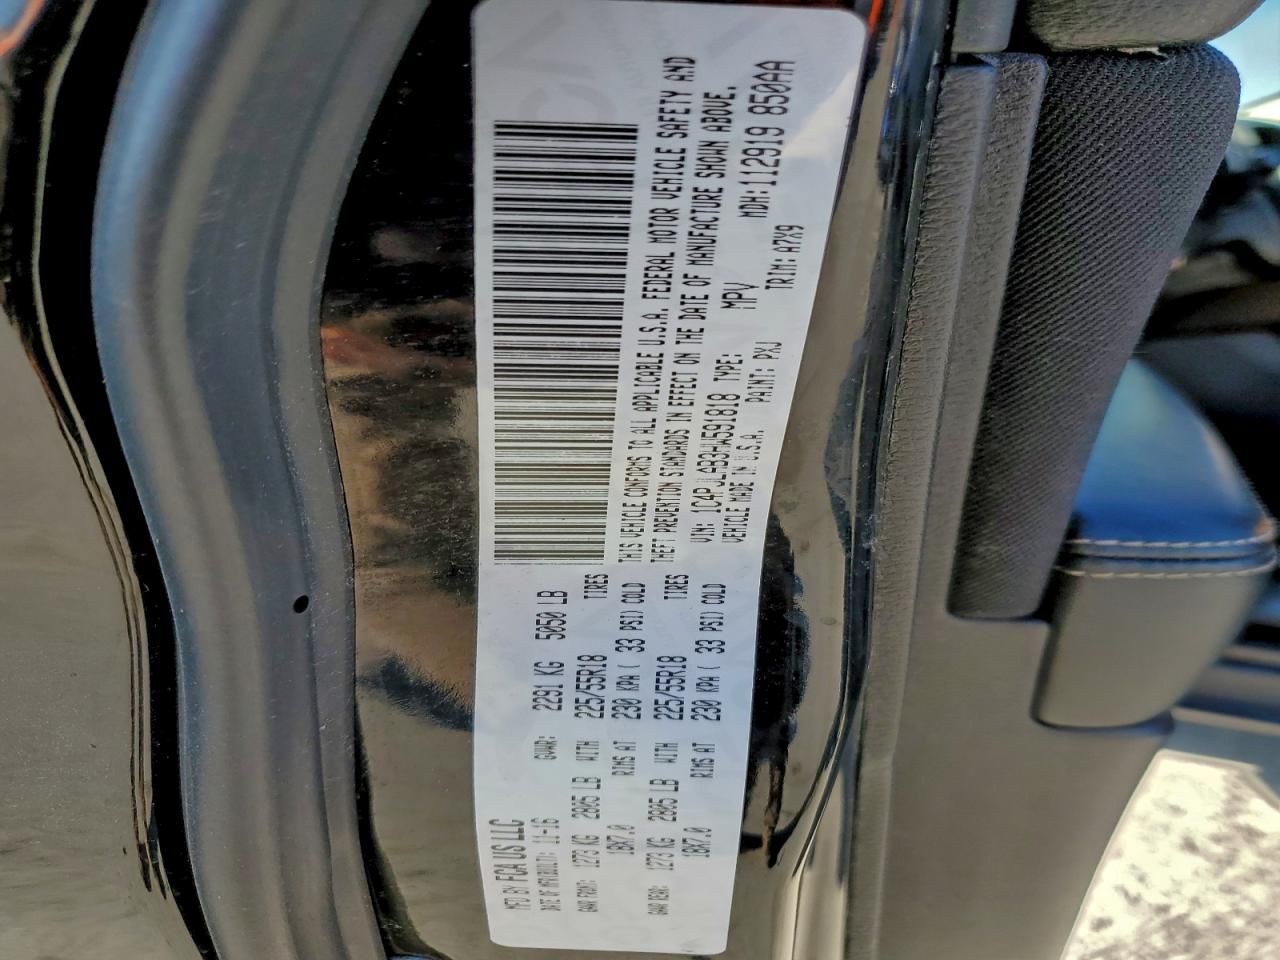 MFD BY FCA US LLC
DATE OF MFR(BUILT): 11-16 GVWR: 2291 KG 5050 LB
GAWR FRONT: 1273 KG 2805 LB WITH 225/55R18 TIRES
18X7.0 RIMS AT 230 KPA ( 33 PSI) COLD
GAWR REAR: 1273 KG 2805 LB WITH 225/55R18 TIRES
18X7.0 RIMS AT 230 KPA ( 33 PSI) COLD
THIS VEHICLE CONFORMS TO ALL APPLICABLE U.S.A. FEDERAL MOTOR VEHICLE SAFETY AND
THEFT PREVENTION STANDARDS IN EFFECT ON THE DATE OF MANUFACTURE SHOWN ABOVE.
VIN: 1C4PJLAB3HW591818 TYPE: MPV
VEHICLE MADE IN U.S.A. PAINT: PXJ TRIM: A7X9 MDH:112919 850AA